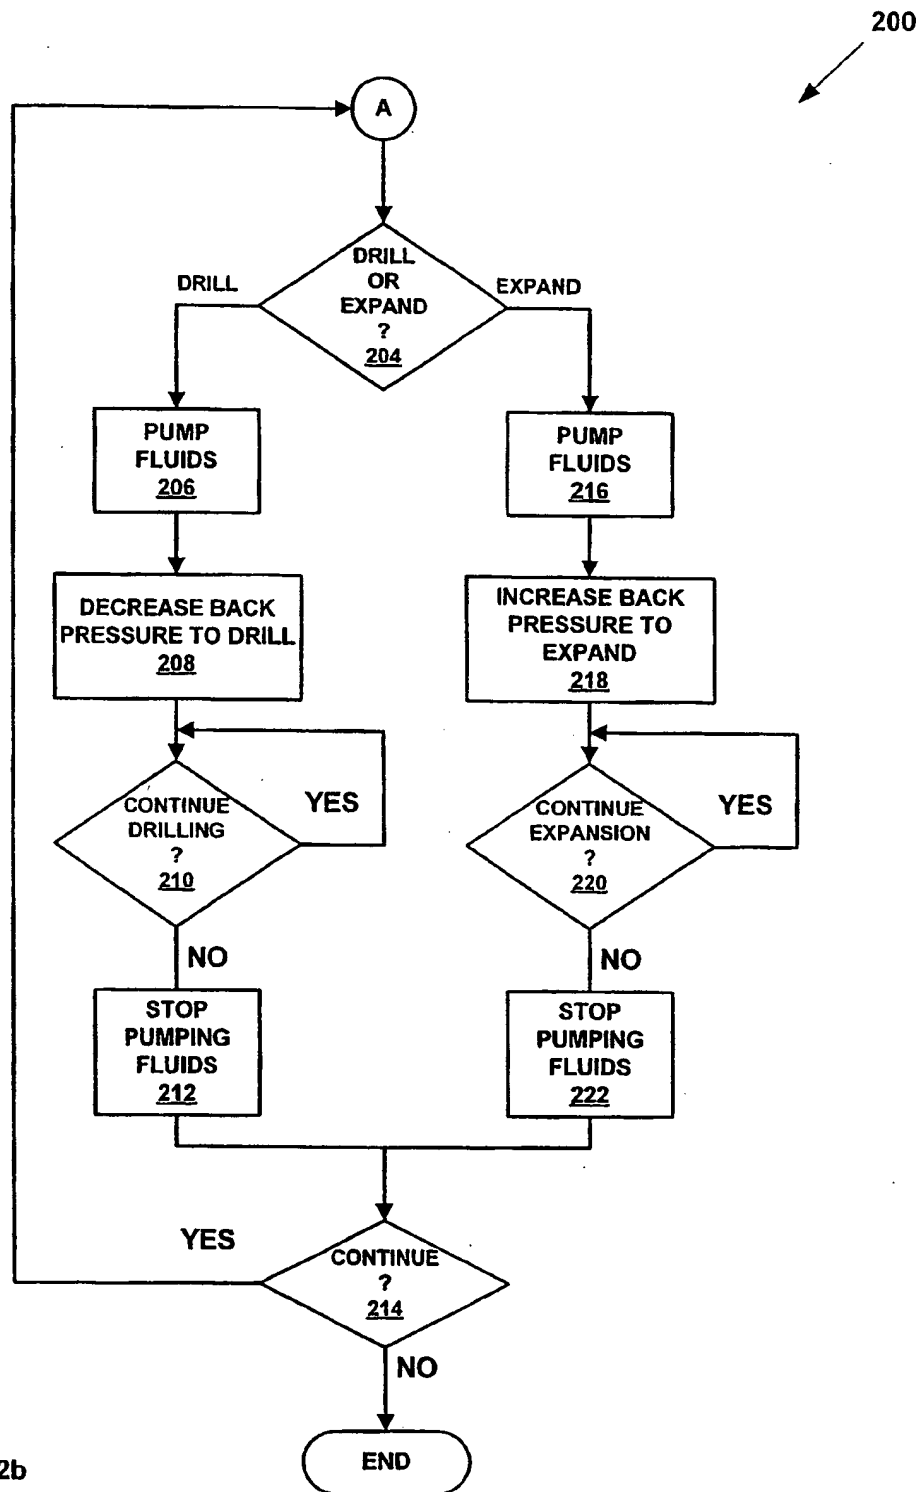 200
A
DRILL
OR
EXPAND
?
204
DRILL
EXPAND
PUMP
FLUIDS
206
PUMP
FLUIDS
216
DECREASE BACK
PRESSURE TO DRILL
208
INCREASE BACK
PRESSURE TO
EXPAND
218
CONTINUE
DRILLING
?
210
YES
CONTINUE
EXPANSION
?
220
YES
NO
NO
STOP
PUMPING
FLUIDS
212
STOP
PUMPING
FLUIDS
222
YES
CONTINUE
?
214
NO
END
2b